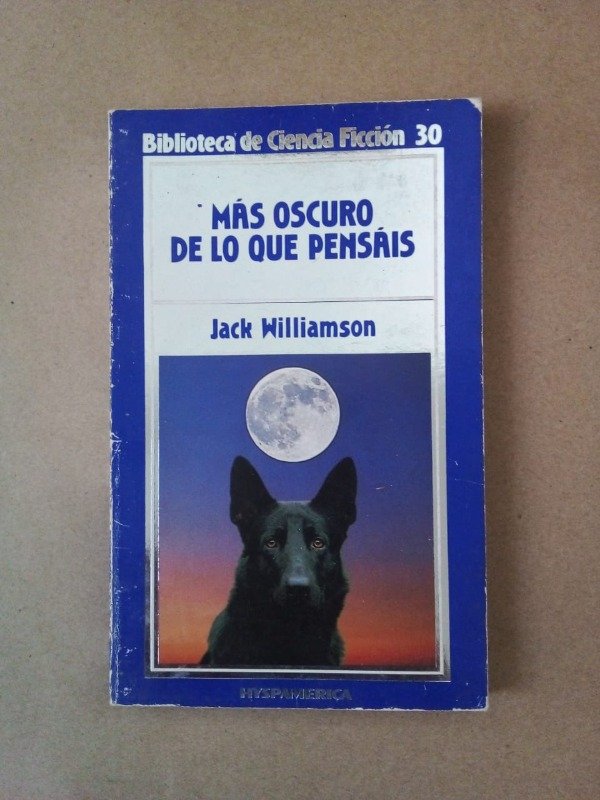 Biblioteca de Ciencia Ficción 30
MÁS OSCURO
DE LO QUE PENSÁIS
Jack Williamson
HYSPAMERICA